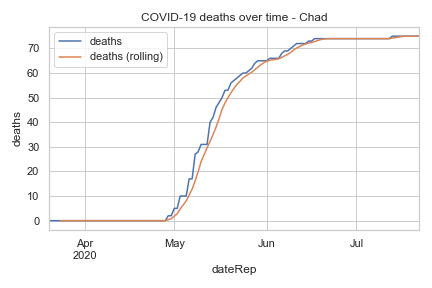 COVID-19 deaths over time - Chad
deaths
deaths (rolling)
deaths
70
60
50
40
30
20
10
0
Apr
2020
May
Jun
Jul
dateRep